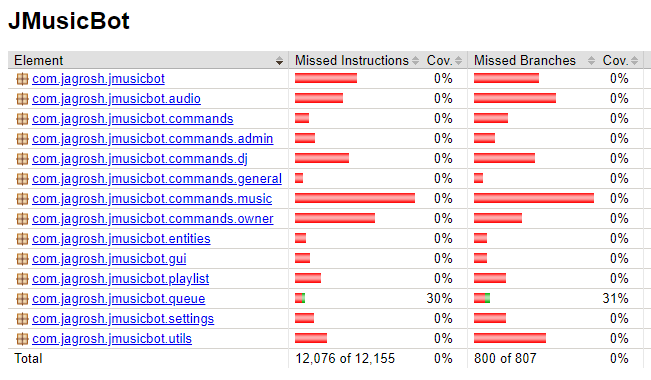 JMusicBot
Element Missed Instructions Cov. Missed Branches Cov.
com.jagrosh.jmusicbot 0% 0%
com.jagrosh.jmusicbot.audio 0% 0%
com.jagrosh.jmusicbot.commands 0% 0%
com.jagrosh.jmusicbot.commands.admin 0% 0%
com.jagrosh.jmusicbot.commands.dj 0% 0%
com.jagrosh.jmusicbot.commands.general 0% 0%
com.jagrosh.jmusicbot.commands.music 0% 0%
com.jagrosh.jmusicbot.commands.owner 0% 0%
com.jagrosh.jmusicbot.entities 0% 0%
com.jagrosh.jmusicbot.gui 0% 0%
com.jagrosh.jmusicbot.playlist 0% 0%
com.jagrosh.jmusicbot.queue 30% 31%
com.jagrosh.jmusicbot.settings 0% 0%
com.jagrosh.jmusicbot.utils 0% 0%
Total 12,076 of 12,155 0% 800 of 807 0%